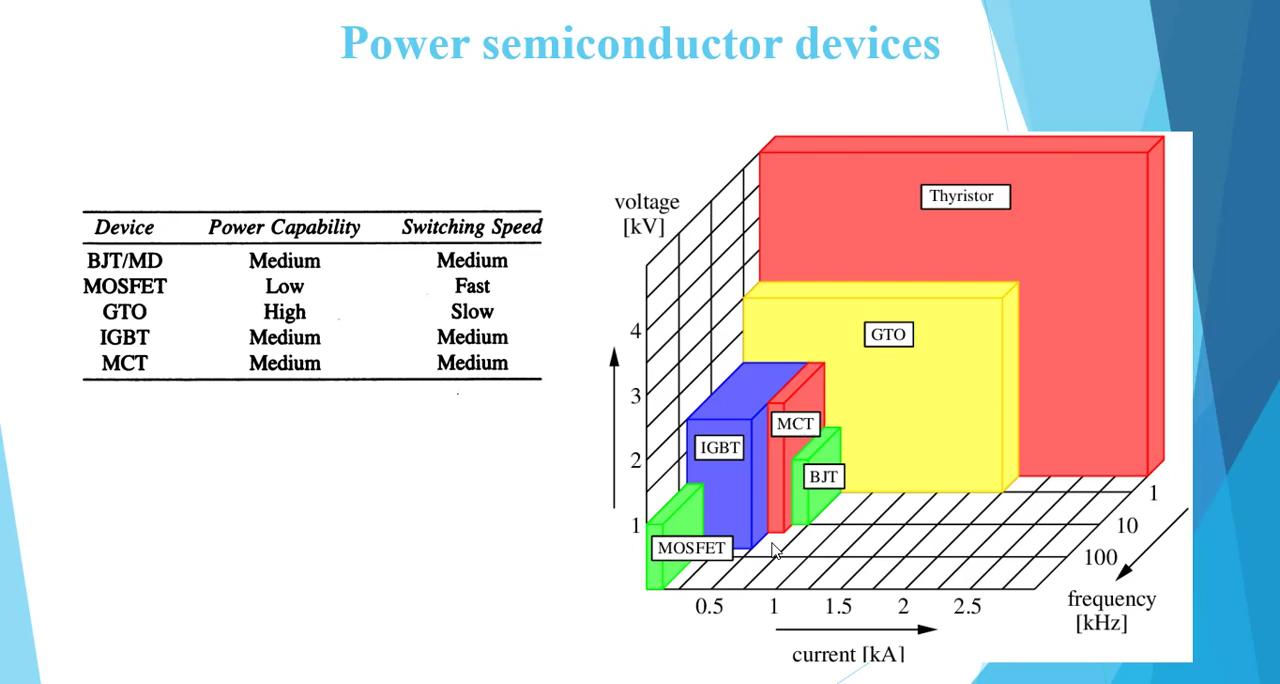 Power semiconductor devices
Device Power Capability Switching Speed
BJT/MD Medium Medium
MOSFET Low Fast
GTO High Slow
IGBT Medium Medium
MCT Medium Medium
voltage
[kV]
Thyristor
GTO
MCT
IGBT
BJT
MOSFET
4
3
2
1
1
10
100
frequency
[kHz]
0.5 1 1.5 2 2.5
current [kA]